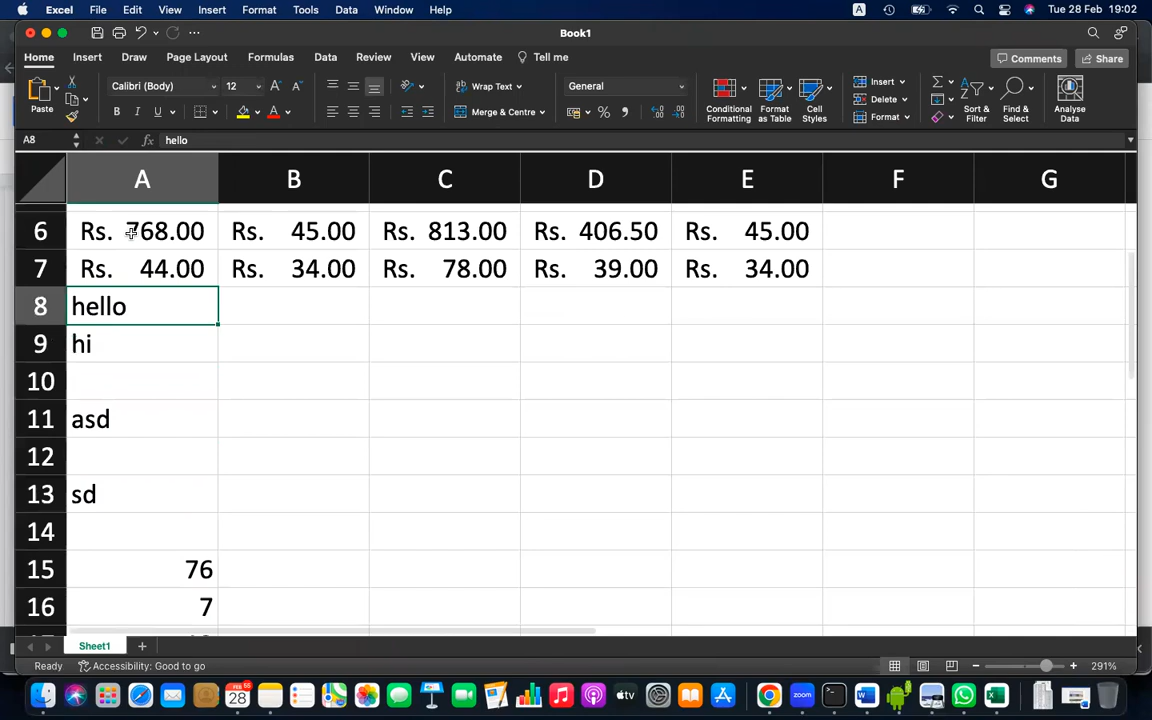 Excel File Edit Insert Format Tools Data Window Help A Tue 28 Feb 19:02
Book1
Home Insert Draw Page Layout Formulas Data Review View Automate Tell me Comments Share
Paste Calibri (Body) 12 A A Wrap Text General Conditional Formatting Format as Table Cell Styles Insert Sort & Filter Find & Select Analyse Data
B I U A Merge & Centre % Delete Format
A8 fx hello
A B C D E F G
6 Rs. 768.00 Rs. 45.00 Rs. 813.00 Rs. 406.50 Rs. 45.00
7 Rs. 44.00 Rs. 34.00 Rs. 78.00 Rs. 39.00 Rs. 34.00
8 hello
9 hi
10
11 asd
12
13 sd
14
15 76
16 7
Sheet1
Ready Accessibility: Good to go 291%
FEB 28 tv zoom